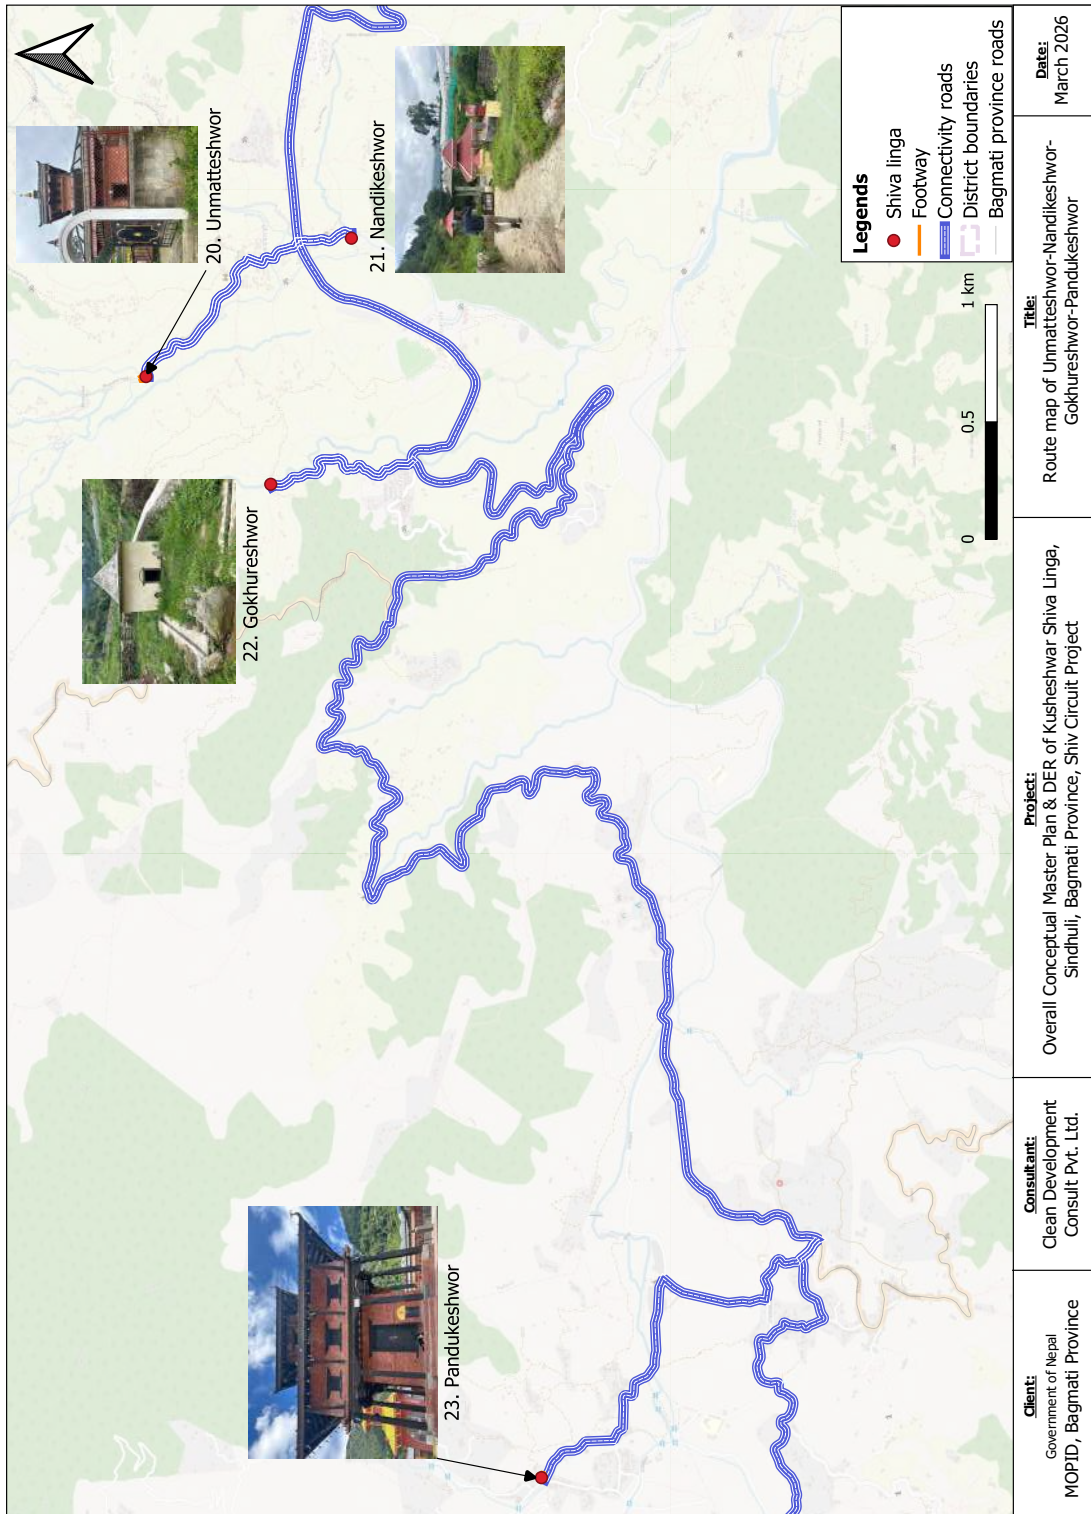 20. Unmatteshwor
21. Nandikeshwor
22. Gokhureshwor
23. Pandukeshwor
Legends
Shiva linga
Footway
Connectivity roads
District boundaries
Bagmati province roads
0 0.5 1 km
Client:
Government of Nepal
MOPID, Bagmati Province
Consultant:
Clean Development
Consult Pvt. Ltd.
Project:
Overall Conceptual Master Plan & DER of Kusheshwar Shiva Linga,
Sindhuli, Bagmati Province, Shiv Circuit Project
Title:
Route map of Unmatteshwor-Nandikeshwor-
Gokhureshwor-Pandukeshwor
Date:
March 2026